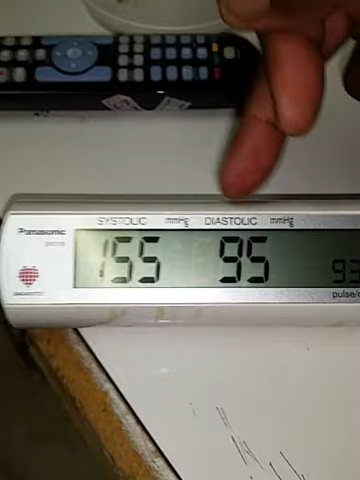 SYSTOLIC mmHg DIASTOLIC mmHg
Panasonic
155 95 93
pulse/